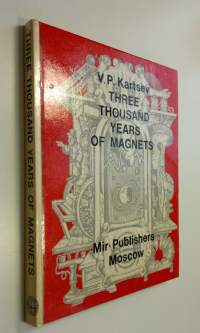 V.P. Kartsev
THREE
THOUSAND
YEARS
OF MAGNETS
Mir · Publishers
Moscow
THREE THOUSAND YEARS OF MAGNETS